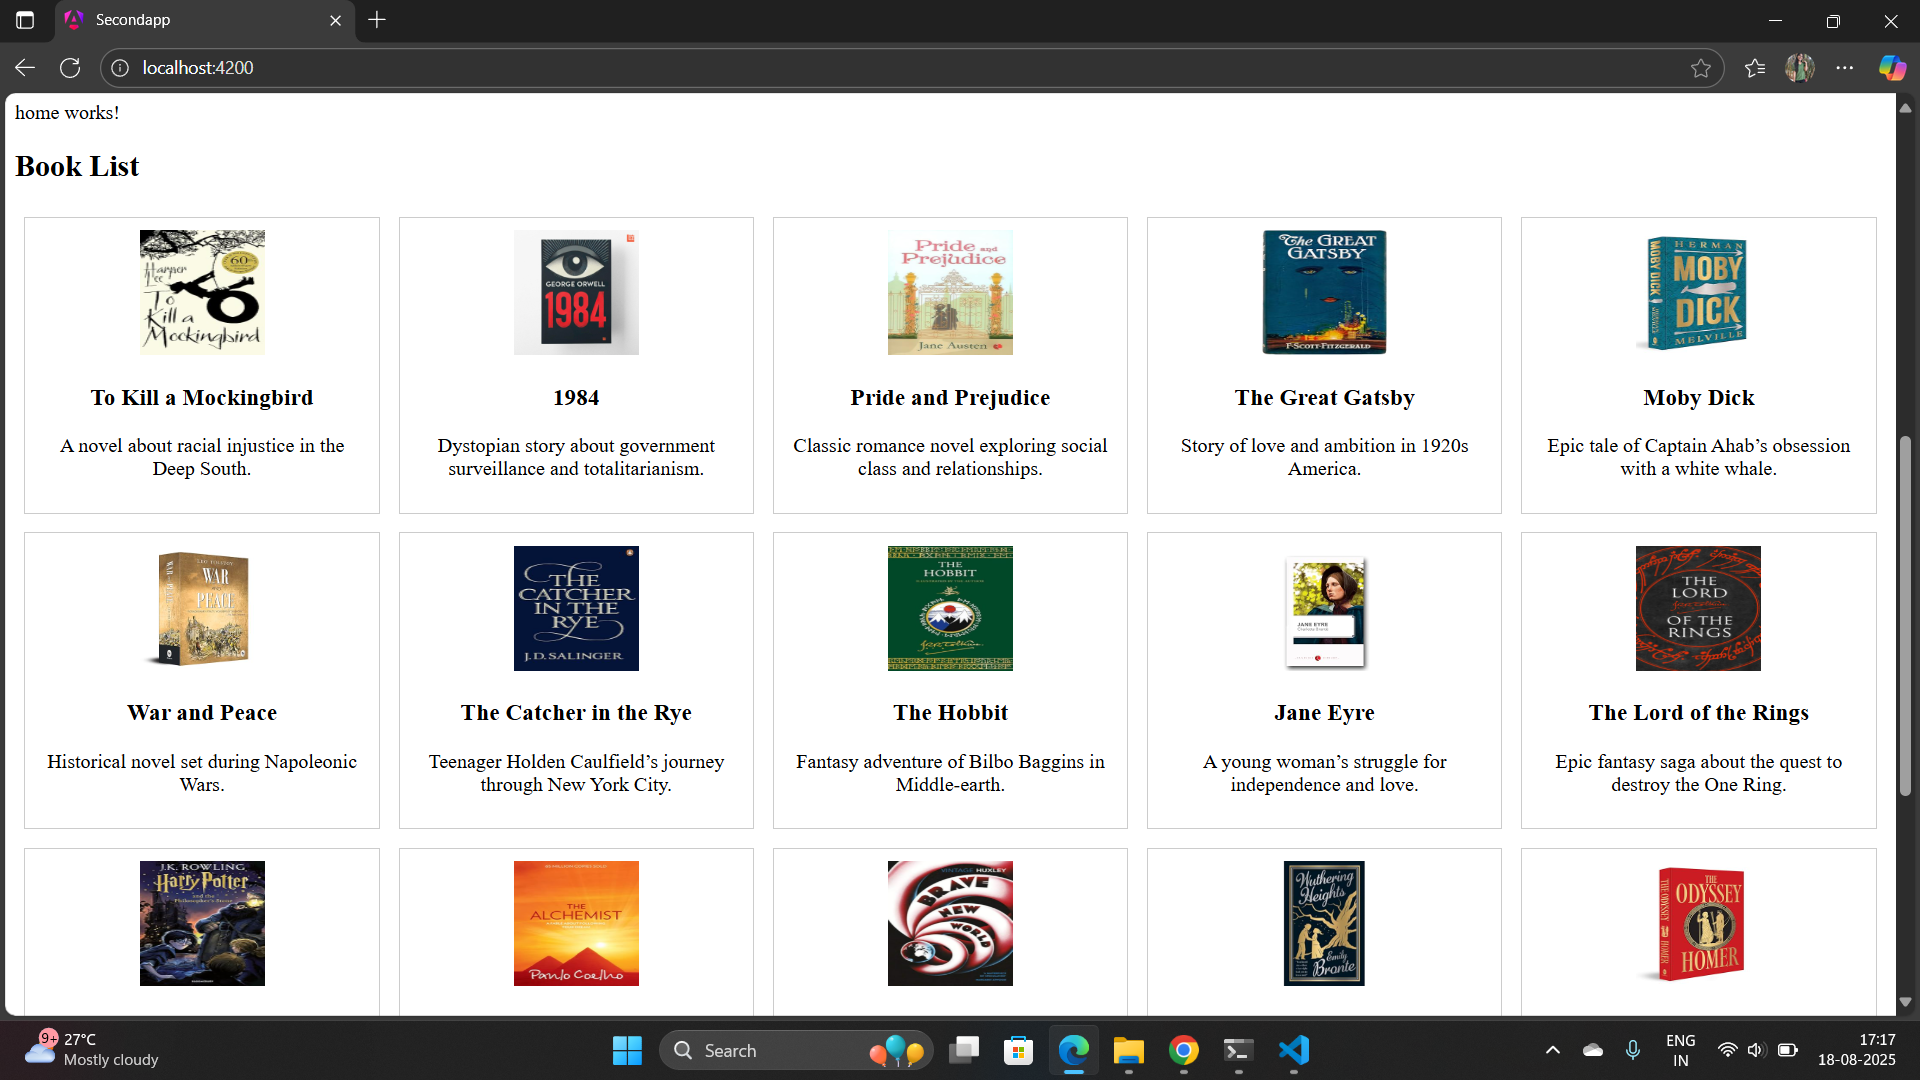 Secondapp
localhost:4200
home works!
Book List
Harper
Lee
60
To
Kill a
Mockingbird
GEORGE ORWELL
1984
Pride and
Prejudice
Jane Austen
The GREAT
GATSBY
F·SCOTT·FITZGERALD
HERMAN
MOBY
DICK
MELVILLE
MOBY DICK
To Kill a Mockingbird
1984
Pride and Prejudice
The Great Gatsby
Moby Dick
A novel about racial injustice in the
Deep South.
Dystopian story about government
surveillance and totalitarianism.
Classic romance novel exploring social
class and relationships.
Story of love and ambition in 1920s
America.
Epic tale of Captain Ahab’s obsession
with a white whale.
LEO TOLSTOY
WAR
PEACE
THE
CATCHER
IN THE
RYE
J.D. SALINGER
THE
HOBBIT
JANE EYRE
THE
LORD
OF THE
RINGS
War and Peace
The Catcher in the Rye
The Hobbit
Jane Eyre
The Lord of the Rings
Historical novel set during Napoleonic
Wars.
Teenager Holden Caulfield’s journey
through New York City.
Fantasy adventure of Bilbo Baggins in
Middle-earth.
A young woman’s struggle for
independence and love.
Epic fantasy saga about the quest to
destroy the One Ring.
J.K. ROWLING
Harry Potter
and the
Philosopher's Stone
THE
ALCHEMIST
Paulo Coelho
VINTAGE HUXLEY
BRAVE
NEW
WORLD
Wuthering
Heights
Emily
Bronte
THE
ODYSSEY
HOMER
9+
27°C
Mostly cloudy
Search
ENG
IN
17:17
18-08-2025